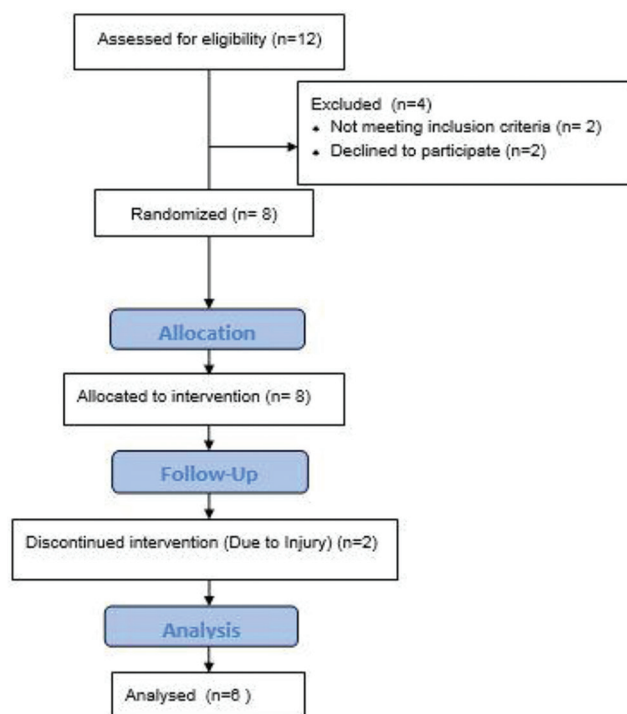 Assessed for eligibility (n=12)
Excluded (n=4)
✦ Not meeting inclusion criteria (n= 2)
✦ Declined to participate (n=2)
Randomized (n= 8)
Allocation
Allocated to intervention (n= 8)
Follow-Up
Discontinued intervention (Due to Injury) (n=2)
Analysis
Analysed (n=6 )